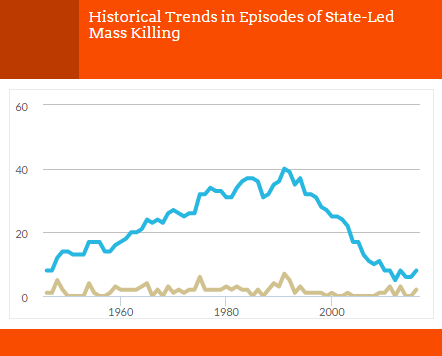 Historical Trends in Episodes of State-Led
Mass Killing
60
40
20
0
1960 1980 2000